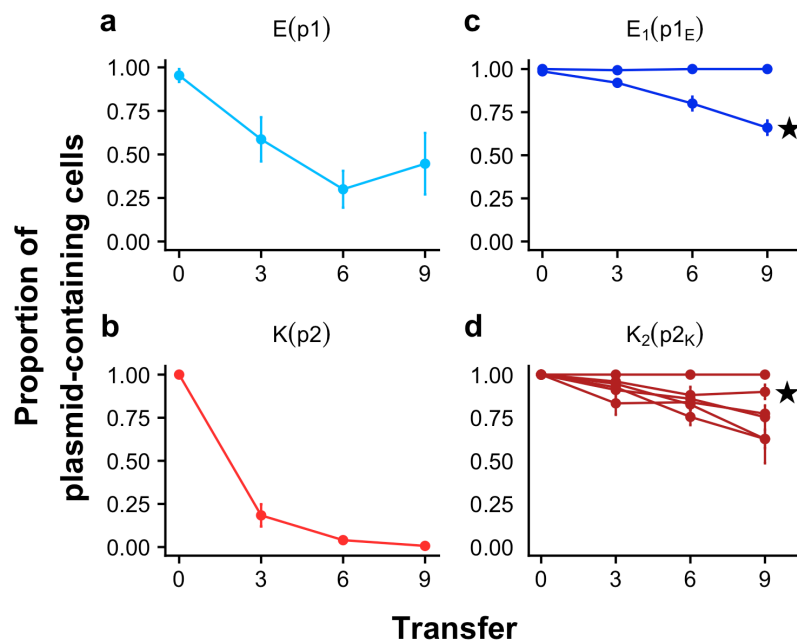 a
E(p1)
1.00
0.75
0.50
0.25
0.00
0 3 6 9
c
E₁(p1_E)
1.00
0.75
0.50
0.25
0.00
0 3 6 9
b
K(p2)
1.00
0.75
0.50
0.25
0.00
0 3 6 9
d
K₂(p2_K)
1.00
0.75
0.50
0.25
0.00
0 3 6 9
Proportion of
plasmid-containing cells
Transfer